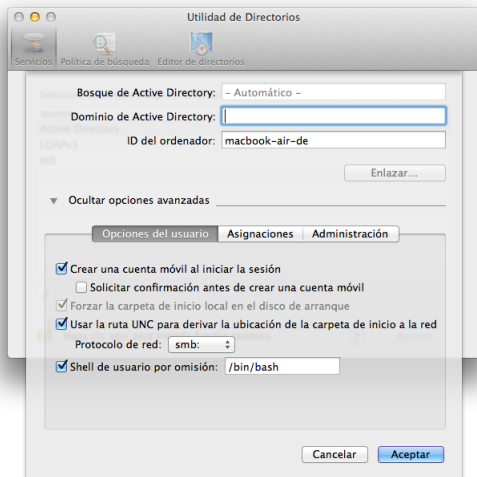 Utilidad de Directorios
Servicios Política de búsqueda Editor de directorios
Bosque de Active Directory: - Automático -
Dominio de Active Directory:
ID del ordenador: macbook-air-de
Enlazar...
Ocultar opciones avanzadas
Opciones del usuario Asignaciones Administración
Crear una cuenta móvil al iniciar la sesión
Solicitar confirmación antes de crear una cuenta móvil
Forzar la carpeta de inicio local en el disco de arranque
Usar la ruta UNC para derivar la ubicación de la carpeta de inicio a la red
Protocolo de red: smb:
Shell de usuario por omisión: /bin/bash
Cancelar Aceptar